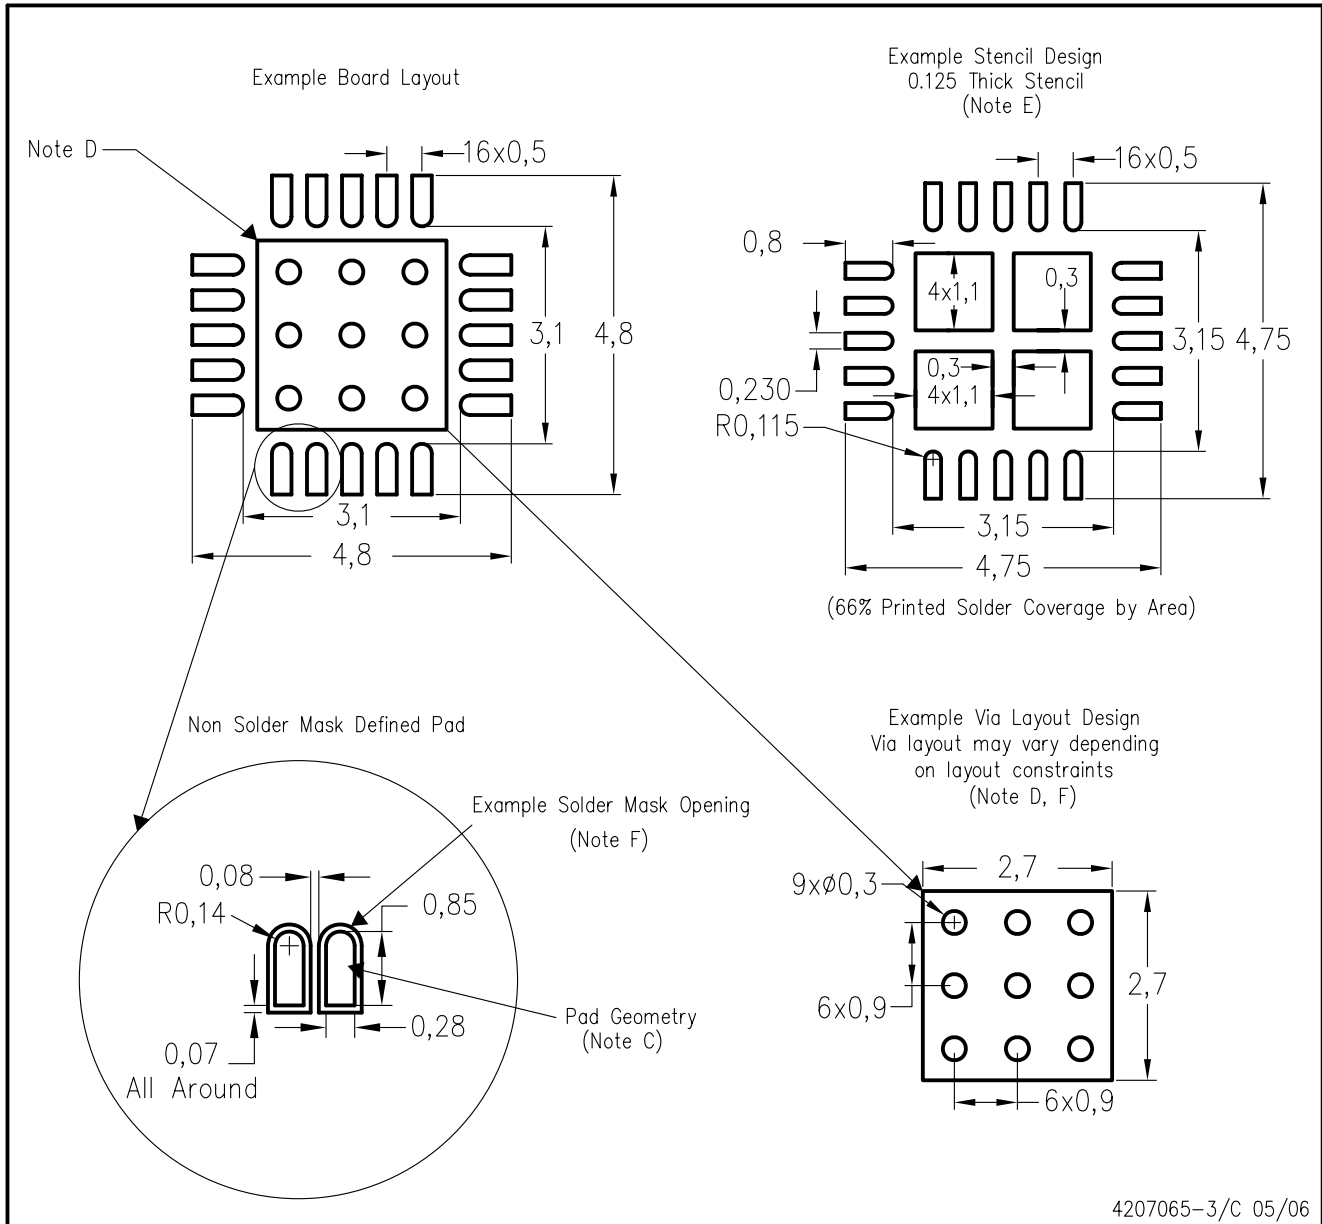 Example Board Layout
Note D
16x0,5
3,1
4,8
3,1
4,8
Example Stencil Design
0.125 Thick Stencil
(Note E)
16x0,5
0,8
4x1,1
0,3
3,15
4,75
0,3
4x1,1
0,230
R0,115
3,15
4,75
(66% Printed Solder Coverage by Area)
Non Solder Mask Defined Pad
Example Solder Mask Opening
(Note F)
0,08
R0,14
0,85
0,28
Pad Geometry
(Note C)
0,07
All Around
Example Via Layout Design
Via layout may vary depending
on layout constraints
(Note D, F)
2,7
9xø0,3
2,7
6x0,9
6x0,9
4207065-3/C 05/06